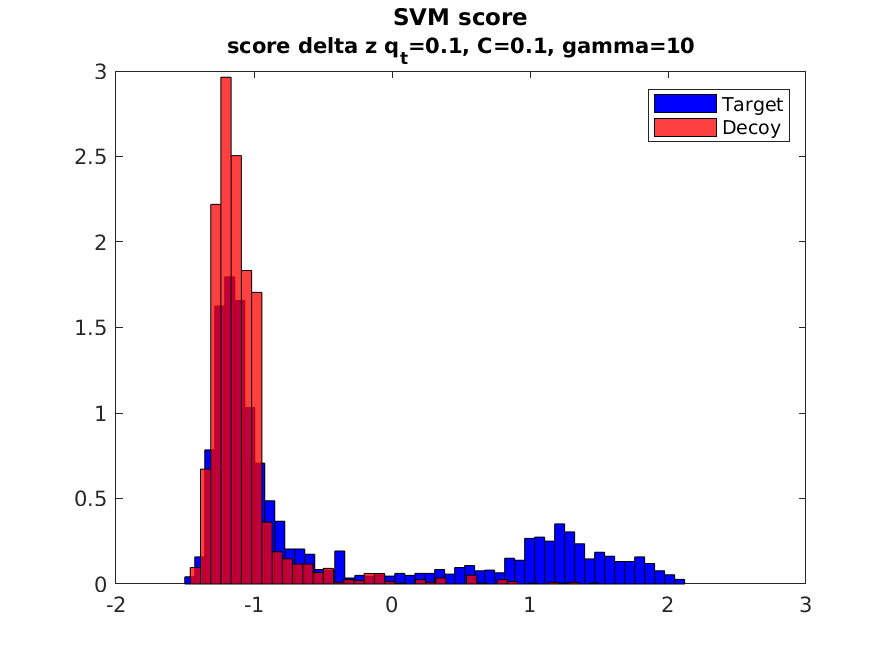 SVM score
score delta z q_t=0.1, C=0.1, gamma=10
3
2.5
2
1.5
1
0.5
0
-2 -1 0 1 2 3
Target
Decoy